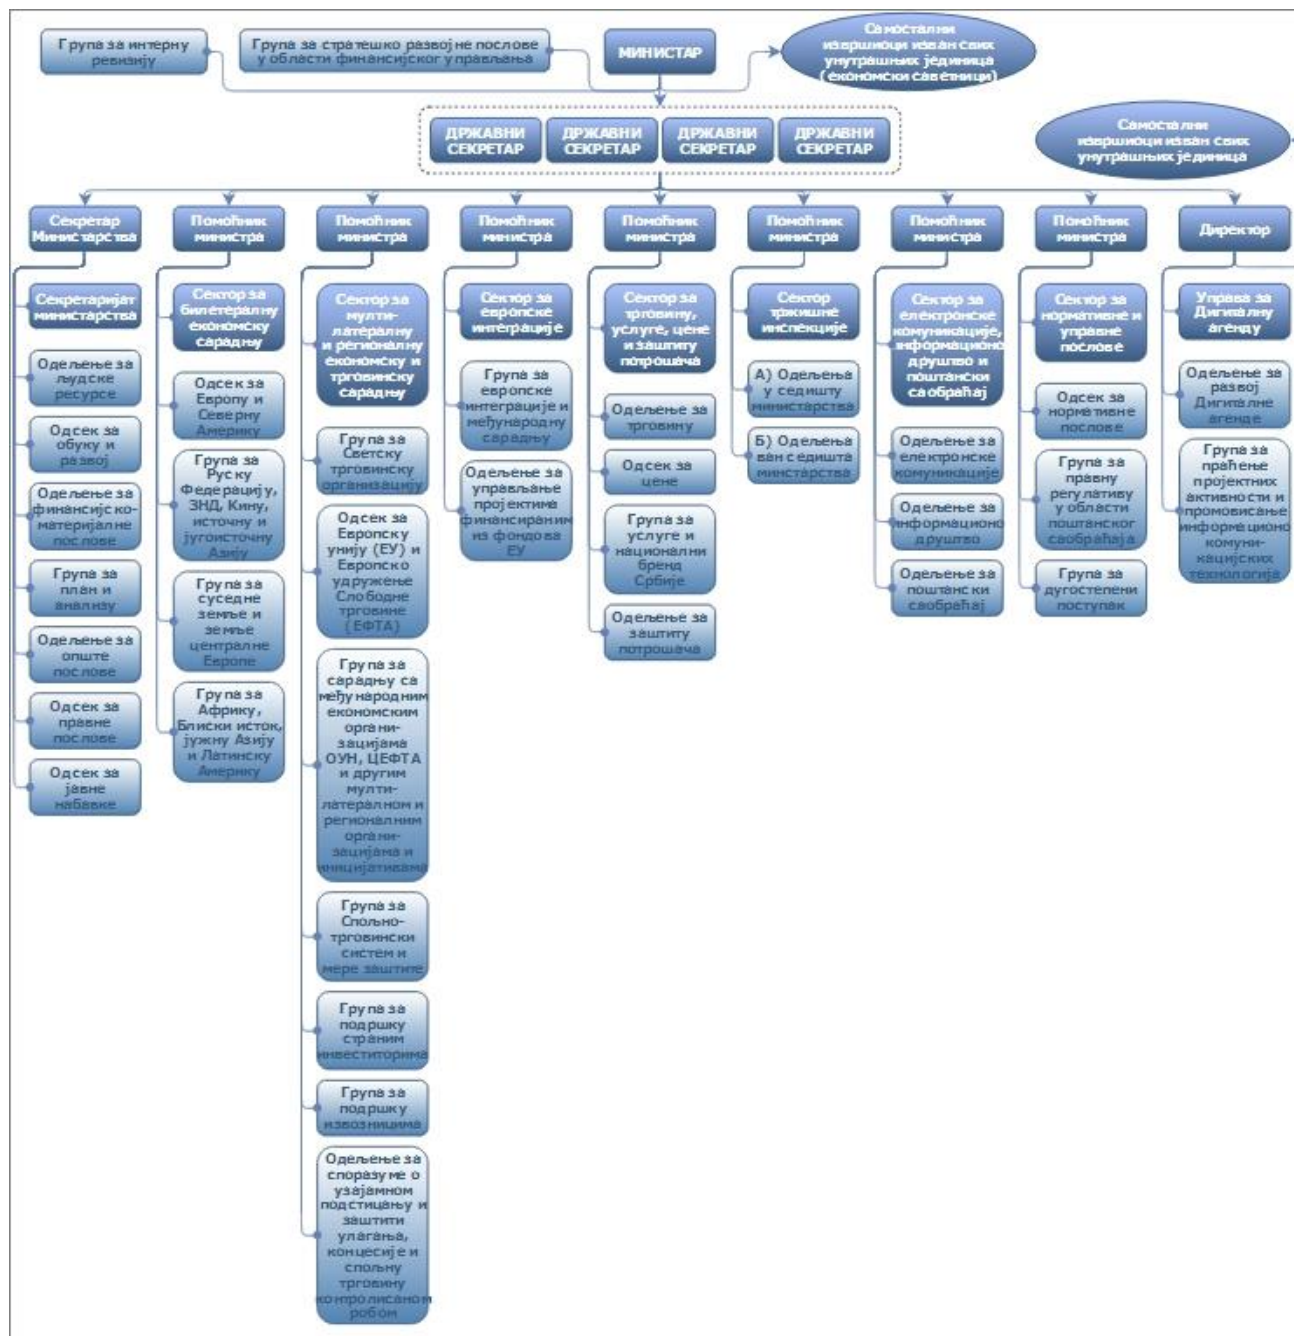 Група за интерну
ревизију
Група за стратешко развојне послове
у области финансијског управљања
МИНИСТАР
Самостални
извршиоци изван свих
унутрашњих јединица
(економски саветници)
ДРЖАВНИ
СЕКРЕТАР
ДРЖАВНИ
СЕКРЕТАР
ДРЖАВНИ
СЕКРЕТАР
ДРЖАВНИ
СЕКРЕТАР
Самостални
извршиоци изван свих
унутрашњих јединица
Секретар
Министарства
Секретаријат
министарства
Одељење за
људске
ресурсе
Одсек за
обуку и
развој
Одељење за
финансијско-
материјалне
послове
Група за
план и
анализу
Одељење за
опште
послове
Одсек за
правне
послове
Одсек за
јавне
набавке
Помоћник
министра
Сектор за
билетералну
економску
сарадњу
Одсек за
Европу и
Северну
Америку
Група за
Руску
Федерацију,
ЗНД, Кину,
источну и
југоисточну
Азију
Група за
суседне
земље и
земље
централне
Европе
Група за
Африку,
Блиски исток,
јужну Азију
и Латинску
Америку
Помоћник
министра
Сектор за
мулти-
латералну
и регионалну
економску и
трговинску
сарадњу
Група за
Светску
трговинску
организацију
Одсек за
Европску
унију (ЕУ) и
Европско
удружење
Слободне
трговине
(ЕФТА)
Група за
сарадњу са
међународним
економским
органи-
зацијама
ОУН, ЦЕФТА
и другим
мулти-
латералном и
регионалним
органи-
зацијама и
иницијативама
Група за
Спољно-
трговински
систем и
мере заштите
Група за
подршку
страним
инвеститорима
Група за
подршку
извозницима
Одељење за
споразуме о
узајамном
подстицању и
заштити
улагања,
концесије и
спољну
трговину
контролисаном
робом
Помоћник
министра
Сектор за
европске
интеграције
Група за
европске
интеграције и
међународну
сарадњу
Одељење за
управљање
пројектима
финансираним
из фондова
ЕУ
Помоћник
министра
Сектор за
трговину,
услуге, цене
и заштиту
потрошача
Одељење за
трговину
Одсек за
цене
Група за
услуге и
национални
бренд
Србије
Одељење за
заштиту
потрошача
Помоћник
министра
Сектор
тржишне
инспекције
А) Одељења
у седишту
министарства
Б) Одељења
ван седишта
минстарства
Помоћник
министра
Сектор за
електронске
комуникације,
информационо
друштво и
поштански
саобраћај
Одељење за
електронске
комуникације
Одељење за
информационо
друштво
Одељење за
поштански
саобраћај
Помоћник
министра
Сектор за
нормативне и
управне
послове
Одсек за
нормативне
послове
Група за
правну
регулативу
у области
поштанског
саобраћаја
Група за
дугостепени
поступак
Директор
Управа за
Дигиталну
агенду
Одељење за
развој
Дигиталне
агенде
Група за
праћење
пројектних
активности и
промовисање
информационо
комуни-
кацијских
технологија